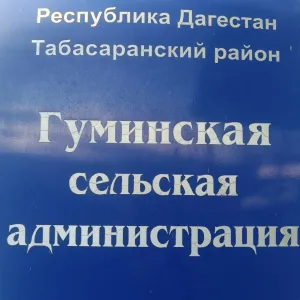 Республика Дагестан
Табасаранский район
Гуминская
сельская
администрация